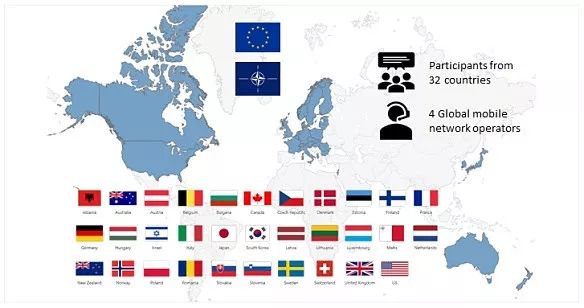 Participants from
32 countries
4 Global mobile
network operators
Albania Australia Austria Belgium Bulgaria Canada Czech Republic Denmark Estonia Finland France
Germany Hungary Israel Italy Japan South Korea Latvia Lithuania Luxembourg Malta Netherlands
New Zealand Norway Poland Romania Slovakia Slovenia Sweden Switzerland United Kingdom US